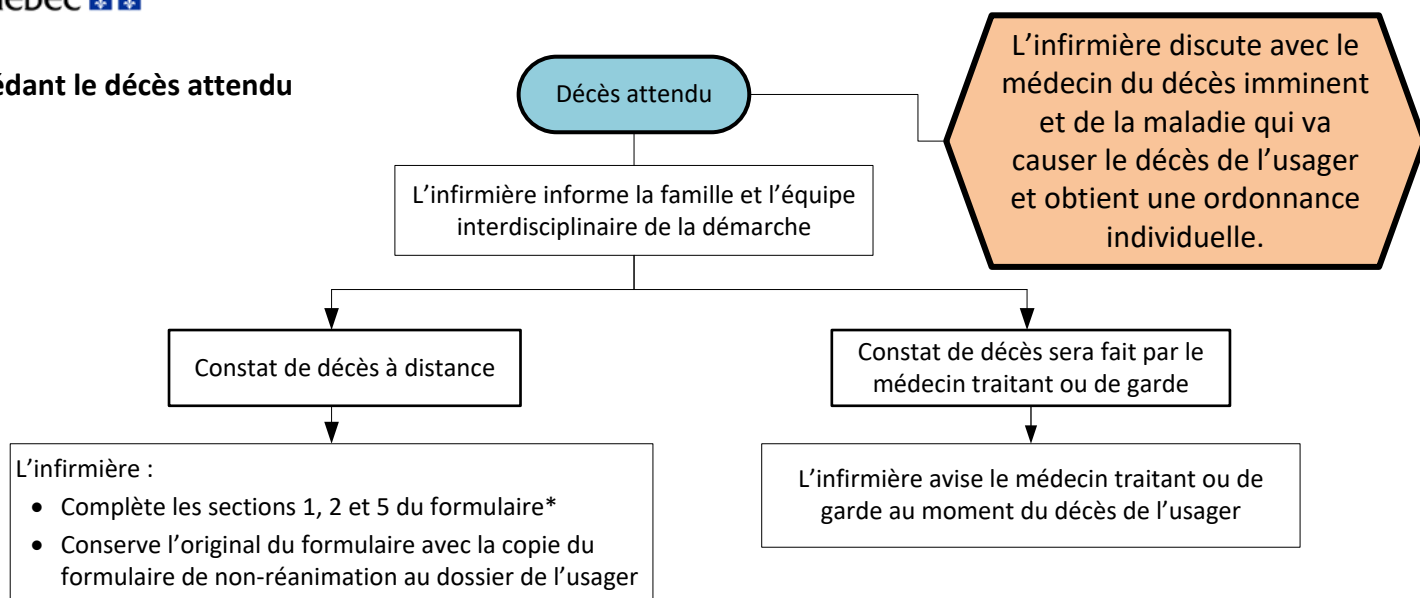 édant le décès attendu
Décès attendu
L’infirmière discute avec le
médecin du décès imminent
et de la maladie qui va
causer le décès de l’usager
et obtient une ordonnance
individuelle.
L’infirmière informe la famille et l’équipe
interdisciplinaire de la démarche
Constat de décès à distance
Constat de décès sera fait par le
médecin traitant ou de garde
L’infirmière :
• Complète les sections 1, 2 et 5 du formulaire*
• Conserve l’original du formulaire avec la copie du
formulaire de non-réanimation au dossier de l’usager
L’infirmière avise le médecin traitant ou de
garde au moment du décès de l’usager